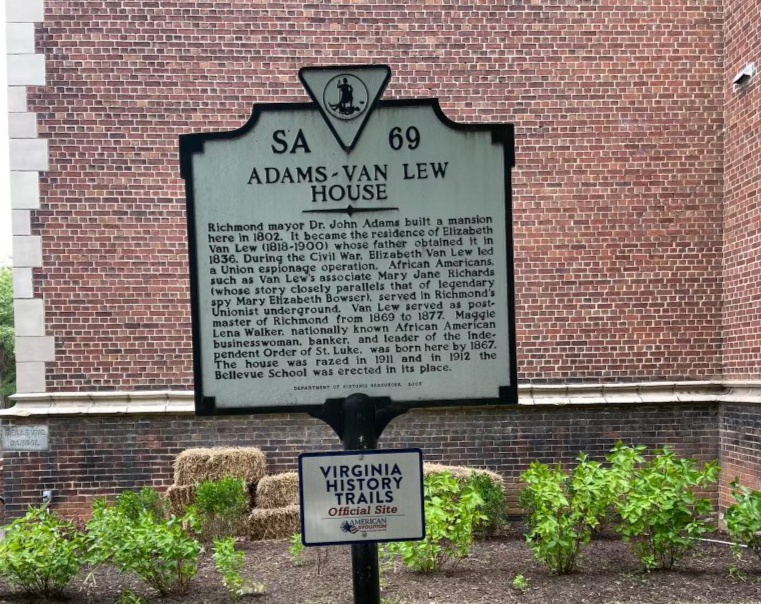 SA 69
ADAMS-VAN LEW
HOUSE
Richmond mayor Dr. John Adams built a mansion
here in 1802. It became the residence of Elizabeth
Van Lew (1818-1900) whose father obtained it in
1836. During the Civil War, Elizabeth Van Lew led
a Union espionage operation. African Americans,
such as Van Lew's associate Mary Jane Richards
(whose story closely parallels that of legendary
spy Mary Elizabeth Bowser), served in Richmond's
Unionist underground. Van Lew served as post-
master of Richmond from 1869 to 1877. Maggie
Lena Walker, nationally known African American
businesswoman, banker, and leader of the Inde-
pendent Order of St. Luke, was born here by 1867.
The house was razed in 1911 and in 1912 the
Bellevue School was erected in its place.
DEPARTMENT OF HISTORIC RESOURCES,
VIRGINIA
HISTORY
TRAILS
Official Site
AMERICAN
EVOLUTION